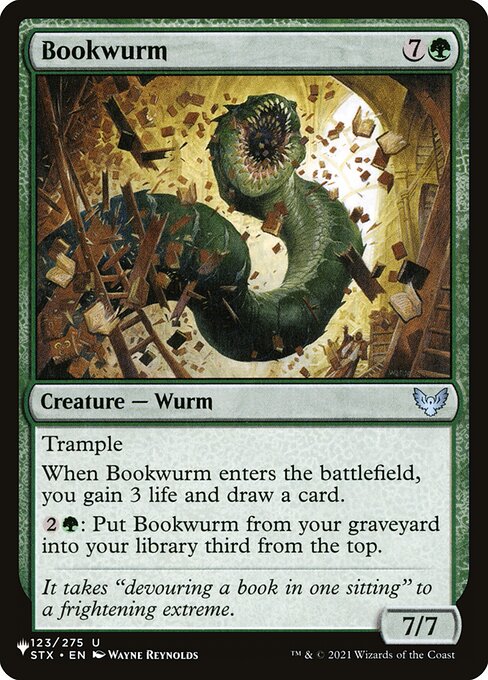 Bookwurm 7
Creature — Wurm
Trample
When Bookwurm enters the battlefield,
you gain 3 life and draw a card.
2: Put Bookwurm from your graveyard
into your library third from the top.
It takes “devouring a book in one sitting” to
a frightening extreme.
7/7
123/275 U
STX • EN WAYNE REYNOLDS
™ & © 2021 Wizards of the Coast